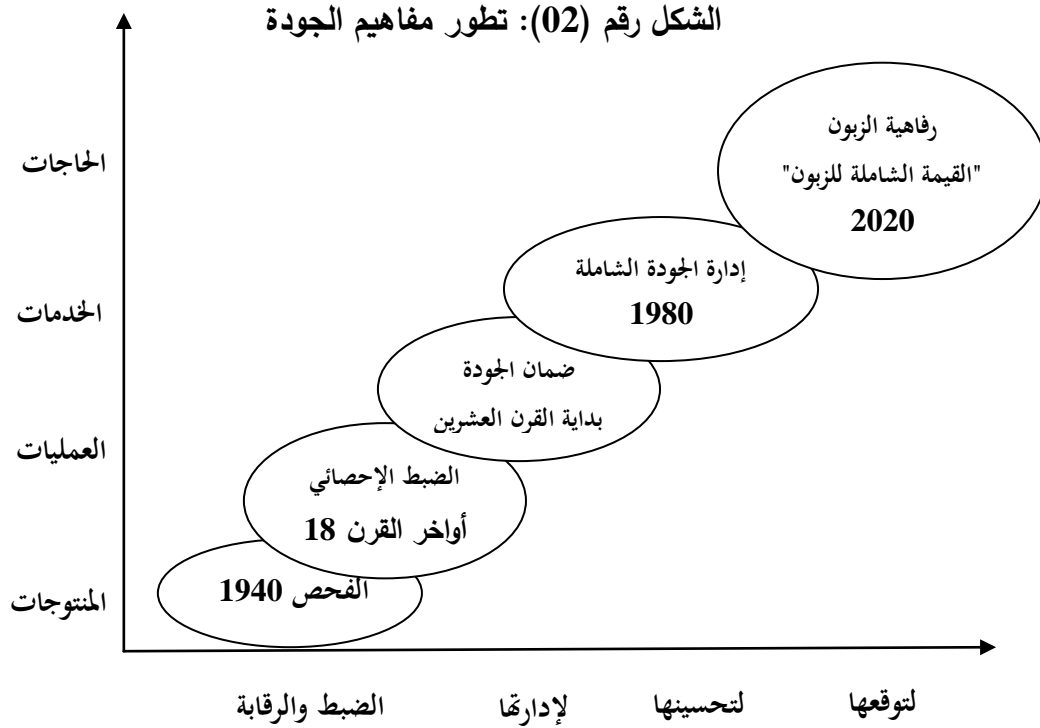 الشكل رقم (02): تطور مفاهيم الجودة
رفاهية الزبون
"القيمة الشاملة للزبون"
2020
الحاجات
إدارة الجودة الشاملة
1980
الخدمات
ضمان الجودة
بداية القرن العشرين
العمليات
الضبط الإحصائي
أواخر القرن 18
الفحص 1940
المنتوجات
الضبط والرقابة
لإدارتها
لتحسينها
لتوقعها